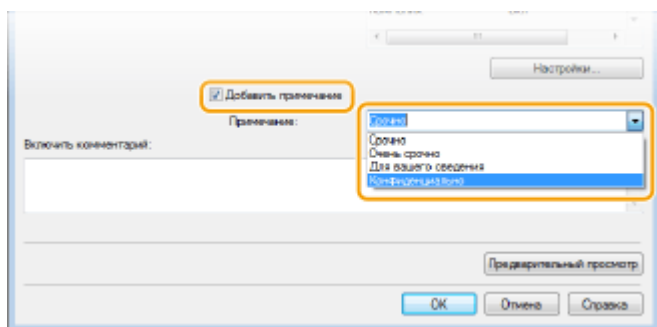 Настройки...
Добавить примечание
Примечание:
Срочно
Включить комментарий:
Срочно
Очень срочно
Для вашего сведения
Конфиденциально
Предварительный просмотр
OK
Отмена
Справка